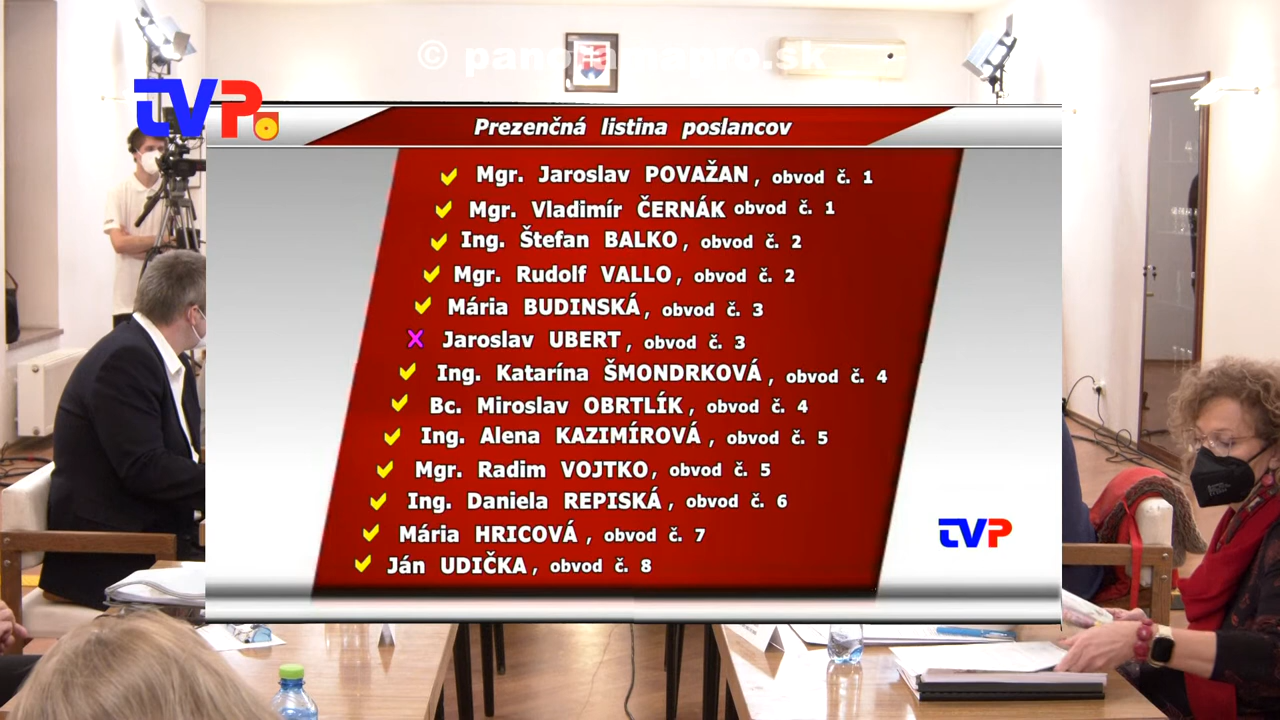 © panoramapro.sk
TVP
Prezenčná listina poslancov
Mgr. Jaroslav POVAŽAN, obvod č. 1
Mgr. Vladimír ČERNÁK obvod č. 1
Ing. Štefan BALKO, obvod č. 2
Mgr. Rudolf VALLO, obvod č. 2
Mária BUDINSKÁ, obvod č. 3
Jaroslav UBERT, obvod č. 3
Ing. Katarína ŠMONDRKOVÁ, obvod č. 4
Bc. Miroslav OBRTLÍK, obvod č. 4
Ing. Alena KAZIMÍROVÁ, obvod č. 5
Mgr. Radim VOJTKO, obvod č. 5
Ing. Daniela REPISKÁ, obvod č. 6
Mária HRICOVÁ, obvod č. 7
Ján UDIČKA, obvod č. 8
TVP